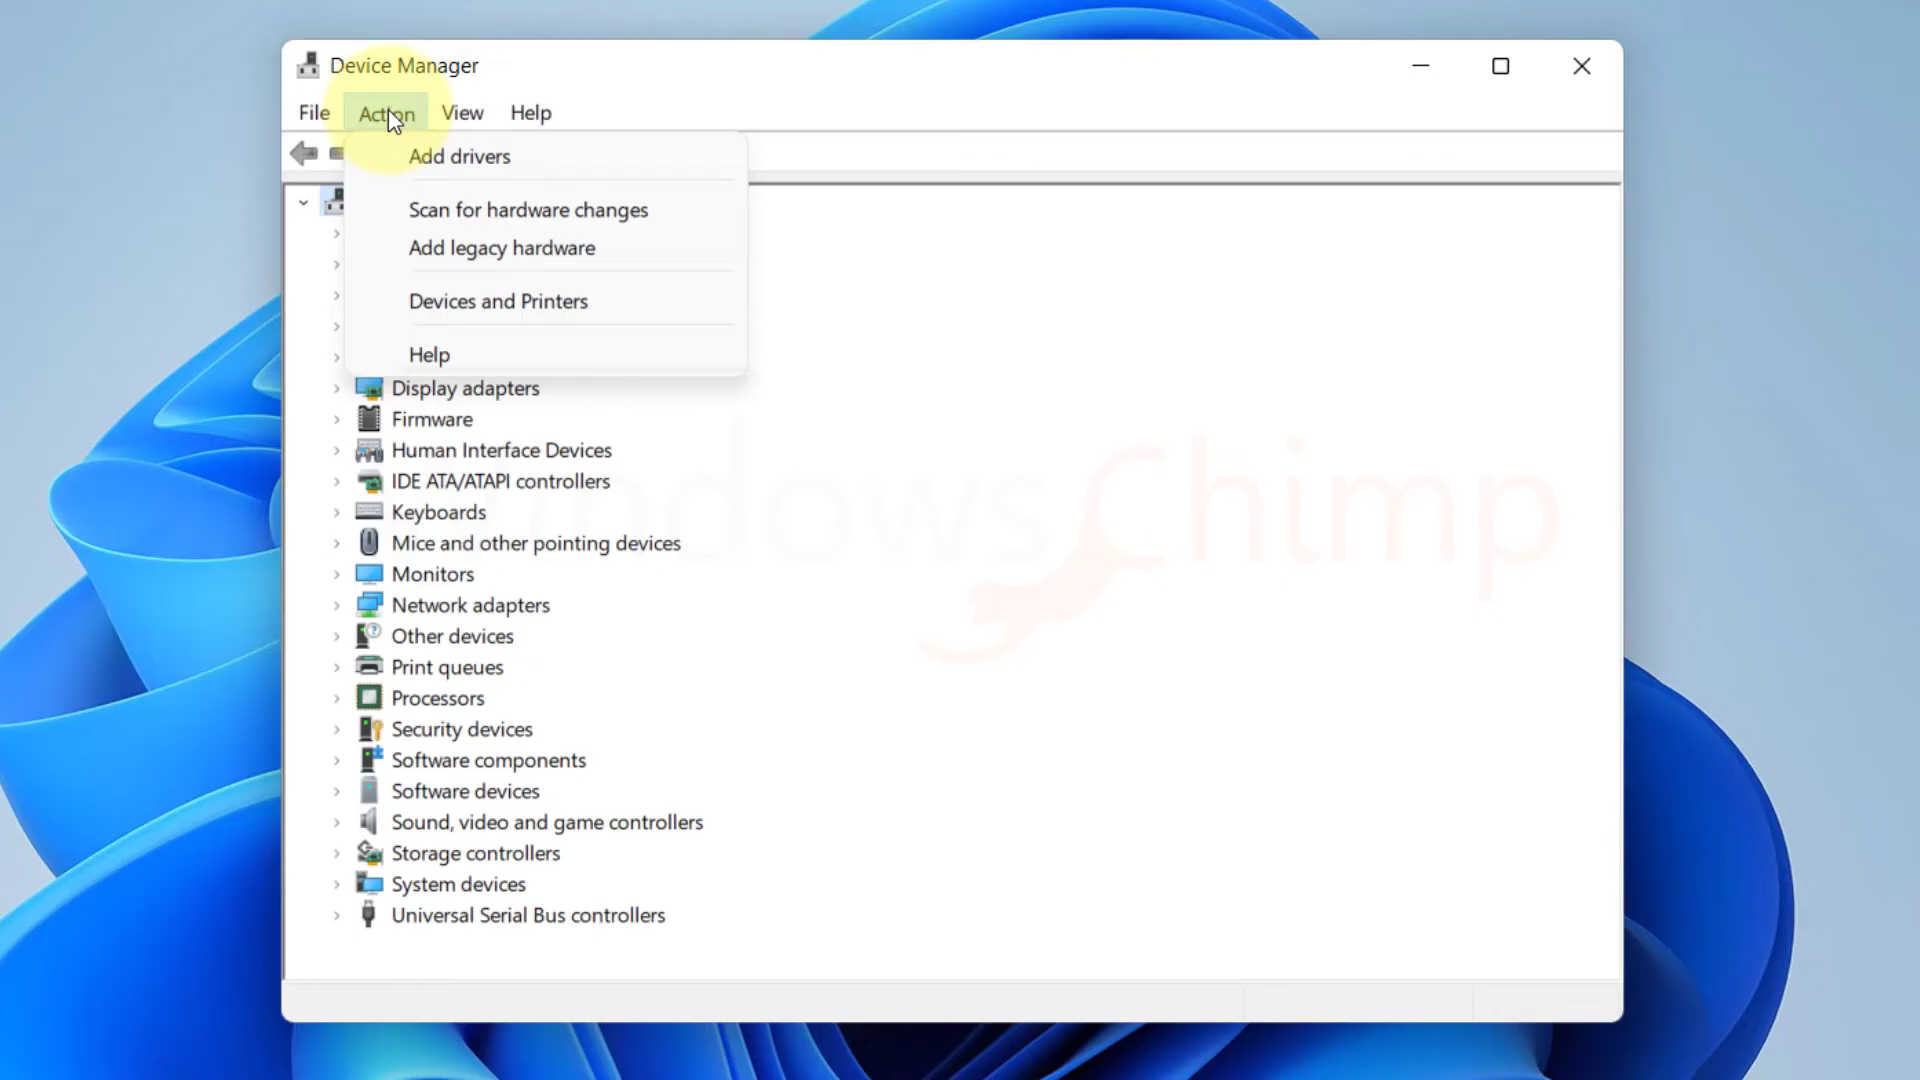 Device Manager
File Action View Help
Add drivers
Scan for hardware changes
Add legacy hardware
Devices and Printers
Help
Display adapters
Firmware
Human Interface Devices
IDE ATA/ATAPI controllers
Keyboards
Mice and other pointing devices
Monitors
Network adapters
Other devices
Print queues
Processors
Security devices
Software components
Software devices
Sound, video and game controllers
Storage controllers
System devices
Universal Serial Bus controllers
indows Chimp